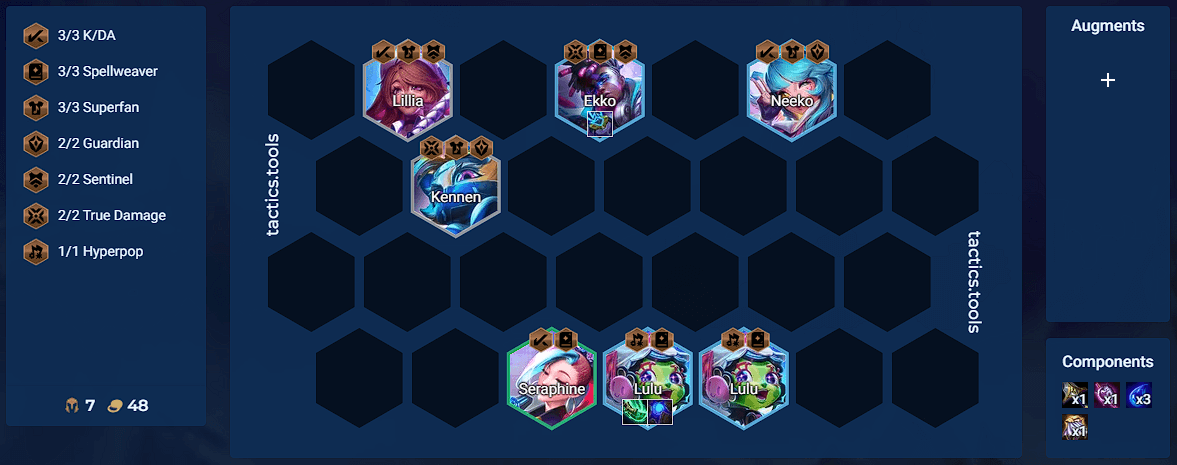 3/3 K/DA
3/3 Spellweaver
3/3 Superfan
2/2 Guardian
2/2 Sentinel
2/2 True Damage
1/1 Hyperpop
7 48
tactics.tools
Lillia
Ekko
Neeko
Kennen
Seraphine
Lulu
Lulu
tactics.tools
Augments
+
Components
x1 x1 x3
x1